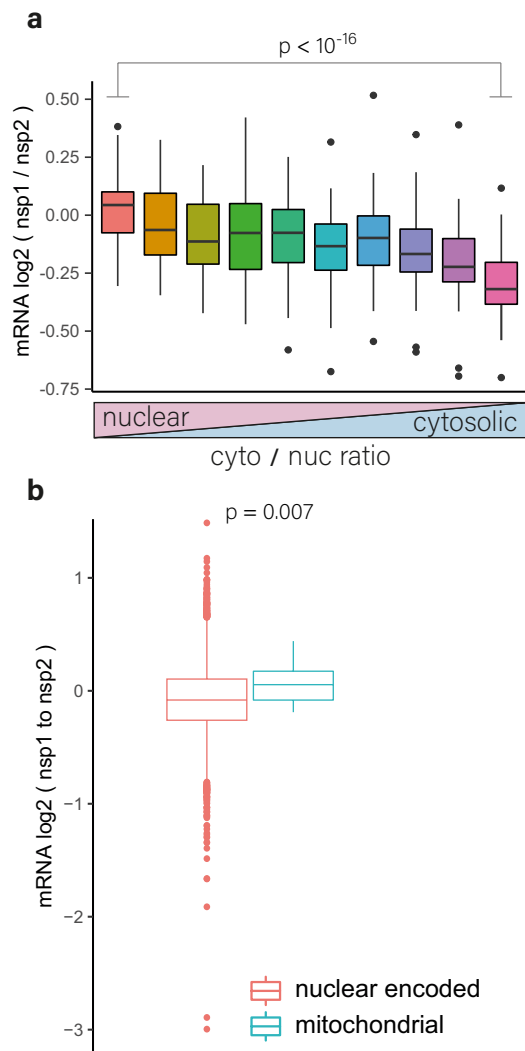 a
p < 10⁻¹⁶
mRNA log2 ( nsp1 / nsp2 )
0.50
0.25
0.00
-0.25
-0.50
-0.75
nuclear
cytosolic
cyto / nuc ratio
b
p = 0.007
mRNA log2 ( nsp1 to nsp2 )
1
0
−1
−2
−3
nuclear encoded
mitochondrial